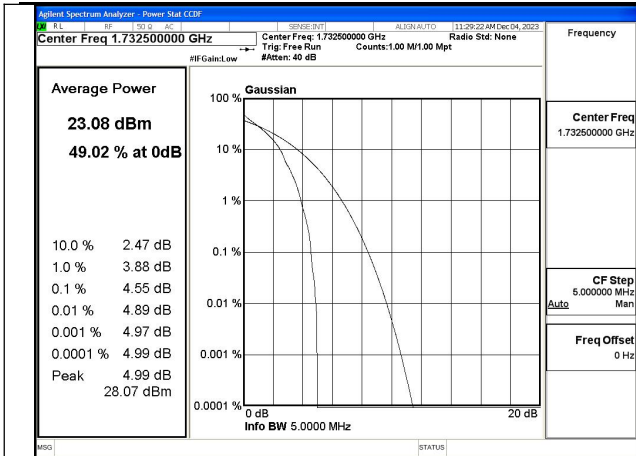 Agilent Spectrum Analyzer - Power Stat CCDF
RL RF 50 Ω AC SENSE:INT ALIGN AUTO 11:29:22 AM Dec 04, 2023
Center Freq 1.732500000 GHz
Center Freq: 1.732500000 GHz Radio Std: None
Trig: Free Run Counts:1.00 M/1.00 Mpt
#IFGain:Low #Atten: 40 dB
Frequency
Average Power
23.08 dBm
49.02 % at 0dB
10.0 % 2.47 dB
1.0 % 3.88 dB
0.1 % 4.55 dB
0.01 % 4.89 dB
0.001 % 4.97 dB
0.0001 % 4.99 dB
Peak 4.99 dB
28.07 dBm
Gaussian
100 %
10 %
1 %
0.1 %
0.01 %
0.001 %
0.0001 %
0 dB 20 dB
Info BW 5.0000 MHz
Center Freq
1.732500000 GHz
CF Step
5.000000 MHz
Auto Man
Freq Offset
0 Hz
MSG STATUS